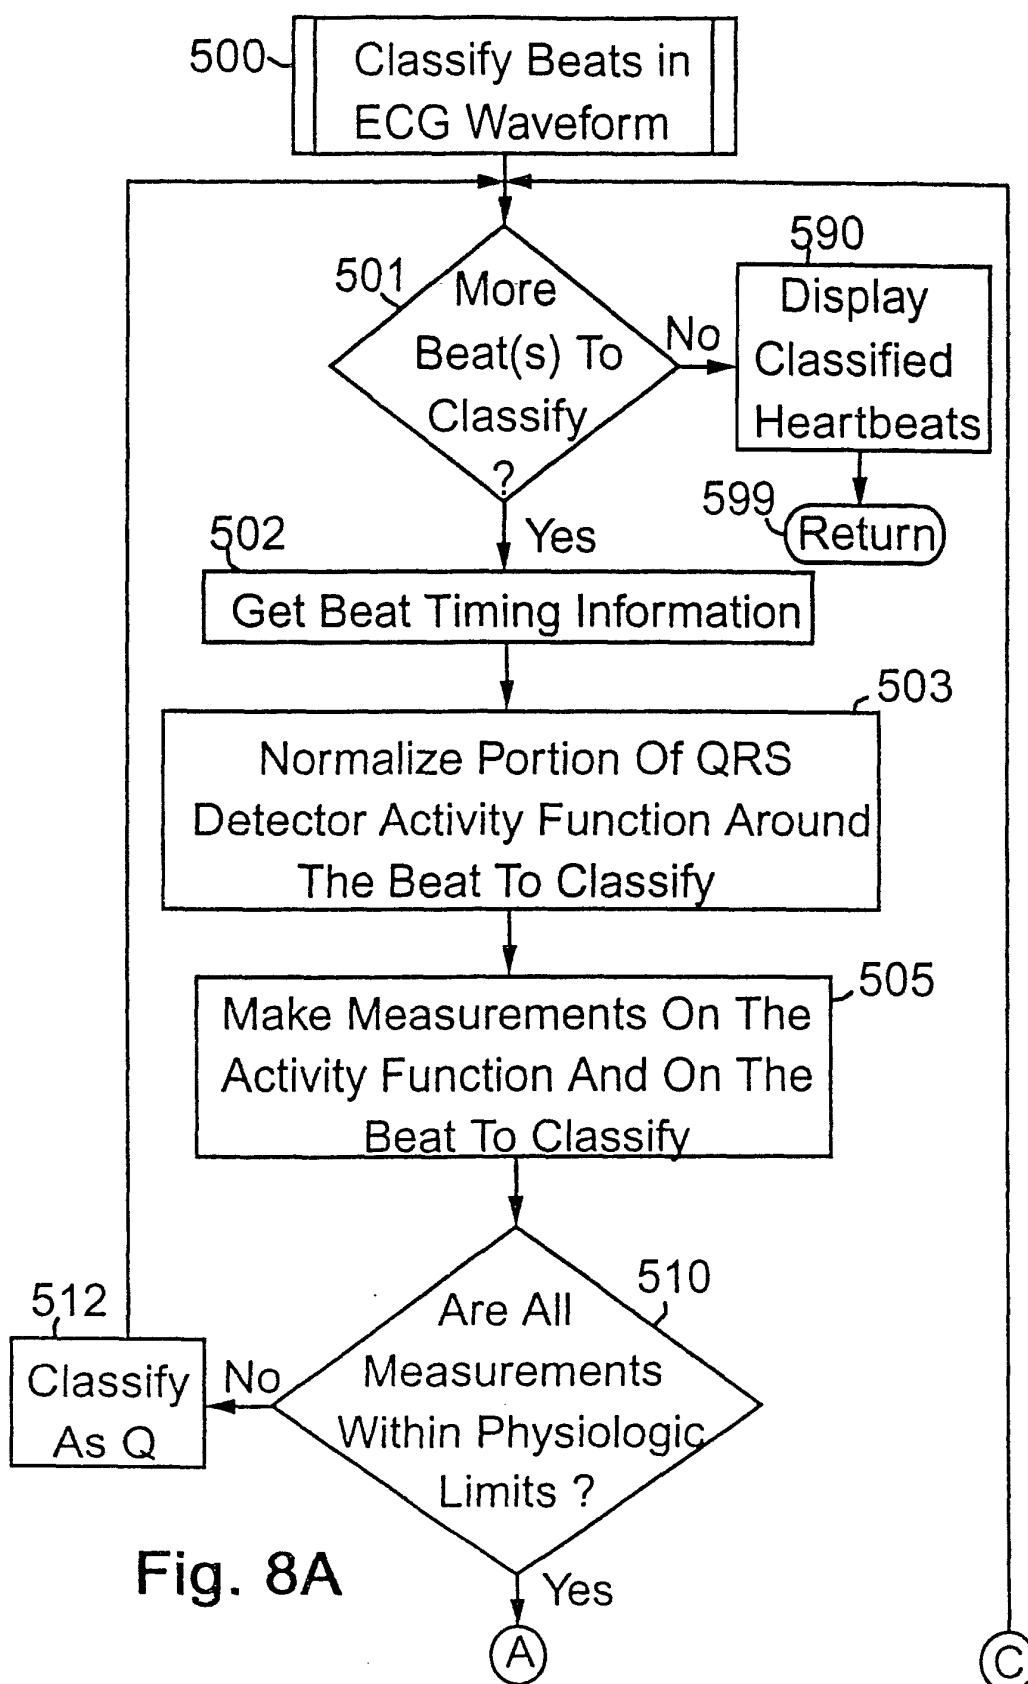 500
Classify Beats in
ECG Waveform
501
More
Beat(s) To
Classify
?
No
590
Display
Classified
Heartbeats
599
Return
Yes
502
Get Beat Timing Information
503
Normalize Portion Of QRS
Detector Activity Function Around
The Beat To Classify
505
Make Measurements On The
Activity Function And On The
Beat To Classify
510
Are All
Measurements
Within Physiologic
Limits ?
No
512
Classify
As Q
Yes
Fig. 8A
A
C